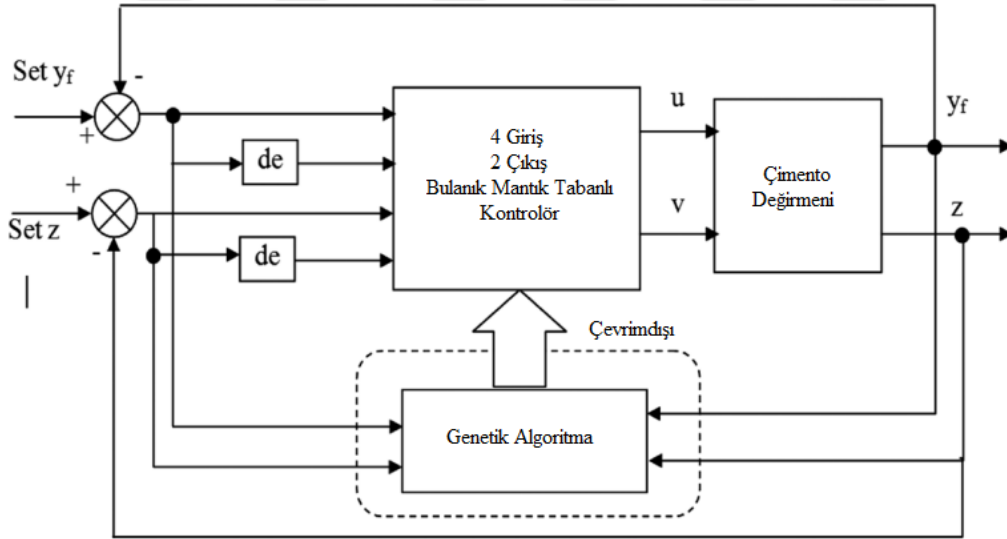 Set yf
-
+
+
Set z
-
de
de
4 Giriş
2 Çıkış
Bulanık Mantık Tabanlı
Kontrolör
u
v
Çimento
Değirmeni
yf
z
Çevrimdışı
Genetik Algoritma